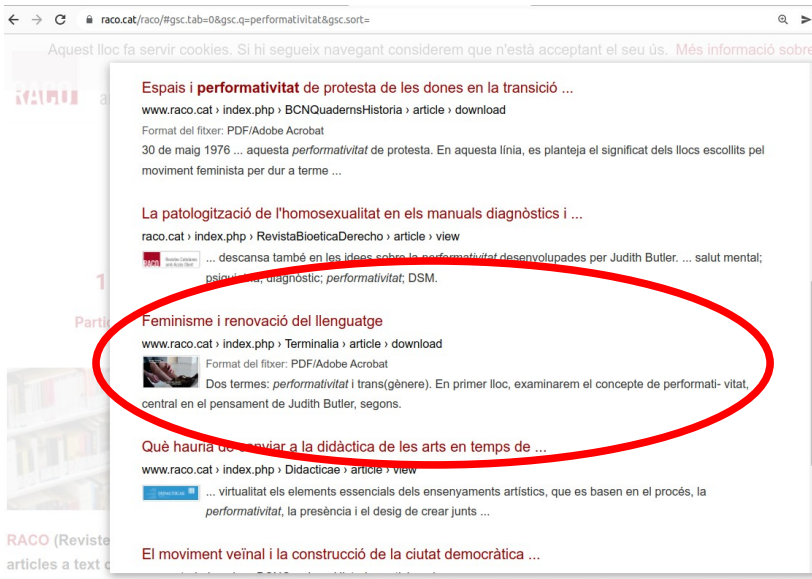 raco.cat/raco/#gsc.tab=0&gsc.q=performativitat&gsc.sort=
Aquest lloc fa servir cookies. Si hi segueix navegant considerem que n'està acceptant el seu ús. Més informació sobre
RACO a
Espais i performativitat de protesta de les dones en la transició ...
www.raco.cat › index.php › BCNQuadernsHistoria › article › download
Format del fitxer: PDF/Adobe Acrobat
30 de maig 1976 ... aquesta performativitat de protesta. En aquesta línia, es planteja el significat dels llocs escollits pel
moviment feminista per dur a terme ...
La patologització de l'homosexualitat en els manuals diagnòstics i ...
raco.cat › index.php › RevistaBioeticaDerecho › article › view
RACO
... descansa també en les idees sobre la performativitat desenvolupades per Judith Butler. ... salut mental;
psiquiatria; diagnòstic; performativitat; DSM.
1
Partic
Feminisme i renovació del llenguatge
www.raco.cat › index.php › Terminalia › article › download
Format del fitxer: PDF/Adobe Acrobat
Dos termes: performativitat i trans(gènere). En primer lloc, examinarem el concepte de performati- vitat,
central en el pensament de Judith Butler, segons.
Què hauria de canviar a la didàctica de les arts en temps de ...
www.raco.cat › index.php › Didacticae › article › view
DIDACTICAE
... virtualitat els elements essencials dels ensenyaments artístics, que es basen en el procés, la
performativitat, la presència i el desig de crear junts ...
RACO (Reviste
articles a text c
El moviment veïnal i la construcció de la ciutat democràtica ...